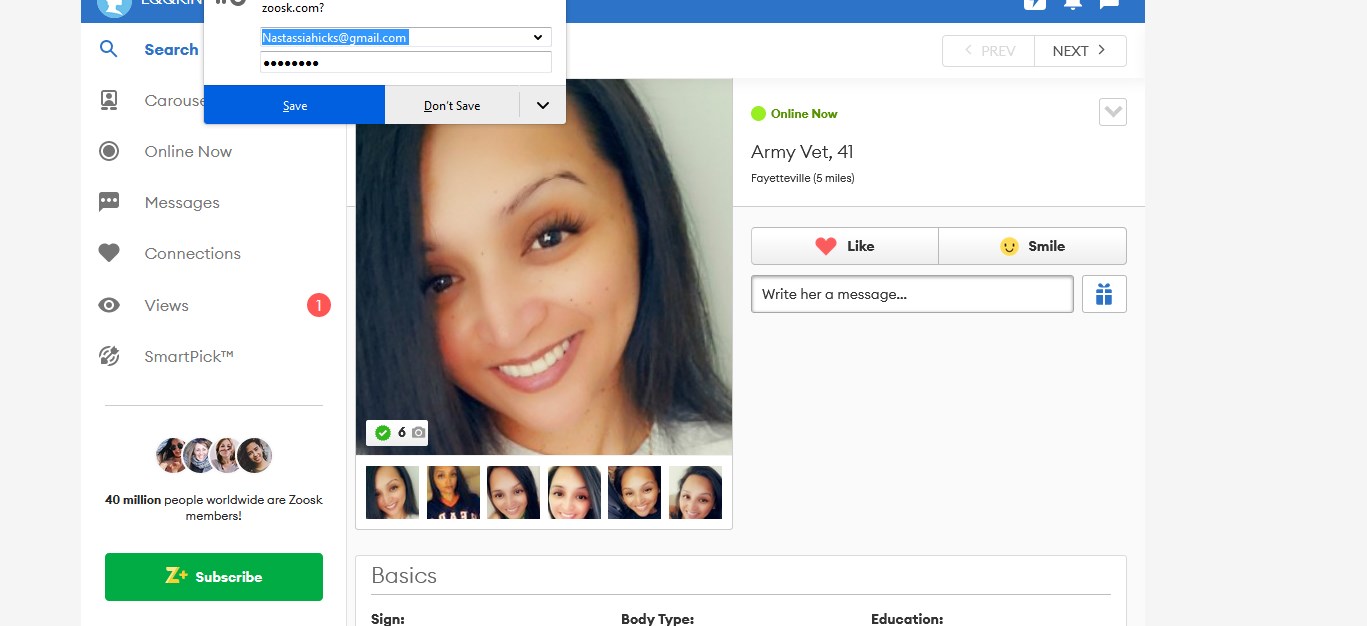 zoosk.com?
Nastassiahicks@gmail.com
Save
Don't Save
Search
PREV
NEXT
Carouse
Online Now
Messages
Connections
Views
1
SmartPick™
40 million people worldwide are Zoosk
members!
Z+ Subscribe
6
Online Now
Army Vet, 41
Fayetteville (5 miles)
Like
Smile
Write her a message...
Basics
Sign:
Body Type:
Education: